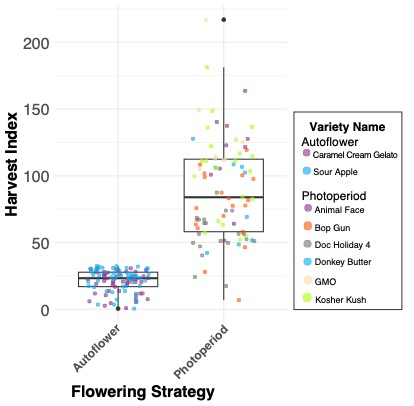 Harvest Index
200
150
100
50
0
Autoflower
Photoperiod
Flowering Strategy
Variety Name
Autoflower
Caramel Cream Gelato
Sour Apple
Photoperiod
Animal Face
Bop Gun
Doc Holiday 4
Donkey Butter
GMO
Kosher Kush